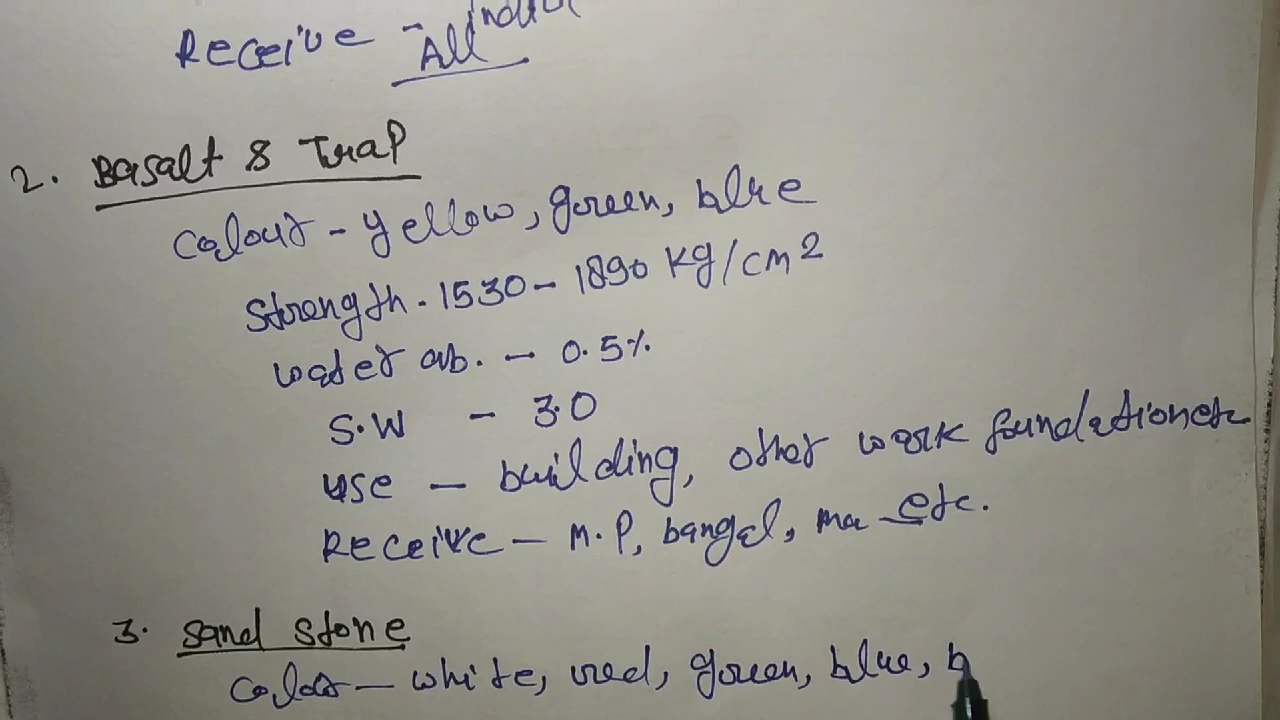 Receive - All india
2. Basalt & Trap
Colour - yellow, green, blue
Strength - 1530 - 1890 kg/cm2
water ab. - 0.5%
S.W - 3.0
use - building, other work foundation etc
Receive - M.P, bangal, ma etc.
3. Sand stone
Color - white, red, green, blue, b